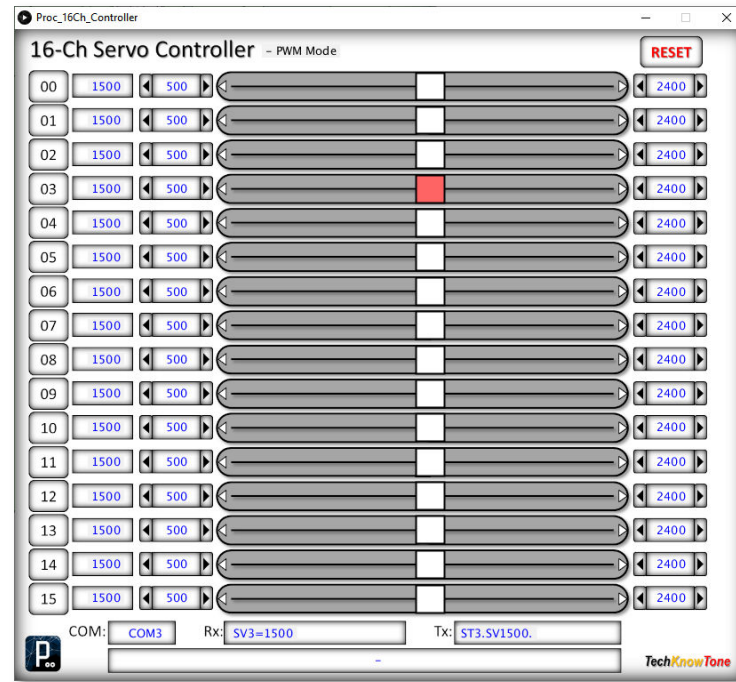 Proc_16Ch_Controller
16-Ch Servo Controller - PWM Mode RESET
00 1500 500 2400
01 1500 500 2400
02 1500 500 2400
03 1500 500 2400
04 1500 500 2400
05 1500 500 2400
06 1500 500 2400
07 1500 500 2400
08 1500 500 2400
09 1500 500 2400
10 1500 500 2400
11 1500 500 2400
12 1500 500 2400
13 1500 500 2400
14 1500 500 2400
15 1500 500 2400
COM: COM3 Rx: SV3=1500 Tx: ST3.SV1500.
P. - TechKnowTone